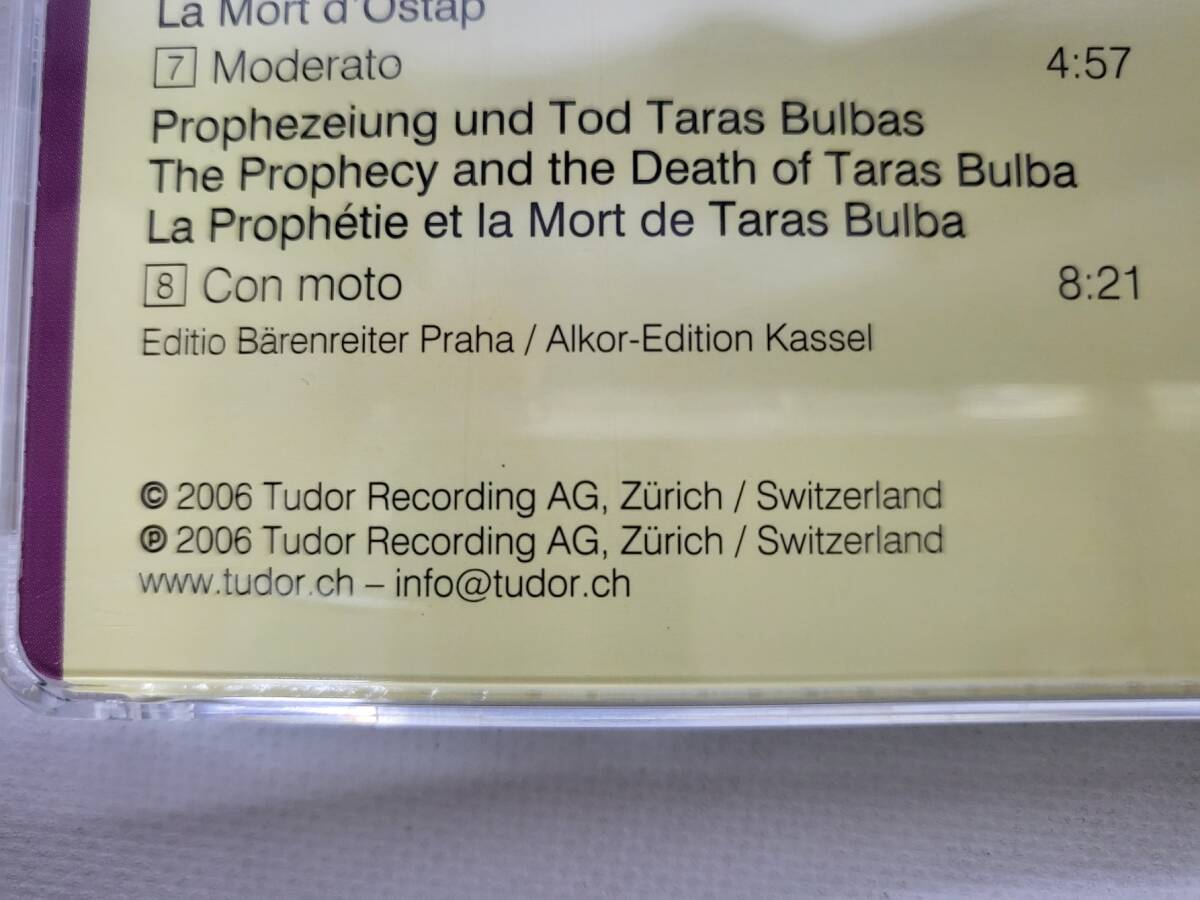 La Mort d'Ostap
7 Moderato 4:57
Prophezeiung und Tod Taras Bulbas
The Prophecy and the Death of Taras Bulba
La Prophétie et la Mort de Taras Bulba
8 Con moto 8:21
Editio Bärenreiter Praha / Alkor-Edition Kassel
© 2006 Tudor Recording AG, Zürich / Switzerland
℗ 2006 Tudor Recording AG, Zürich / Switzerland
www.tudor.ch – info@tudor.ch